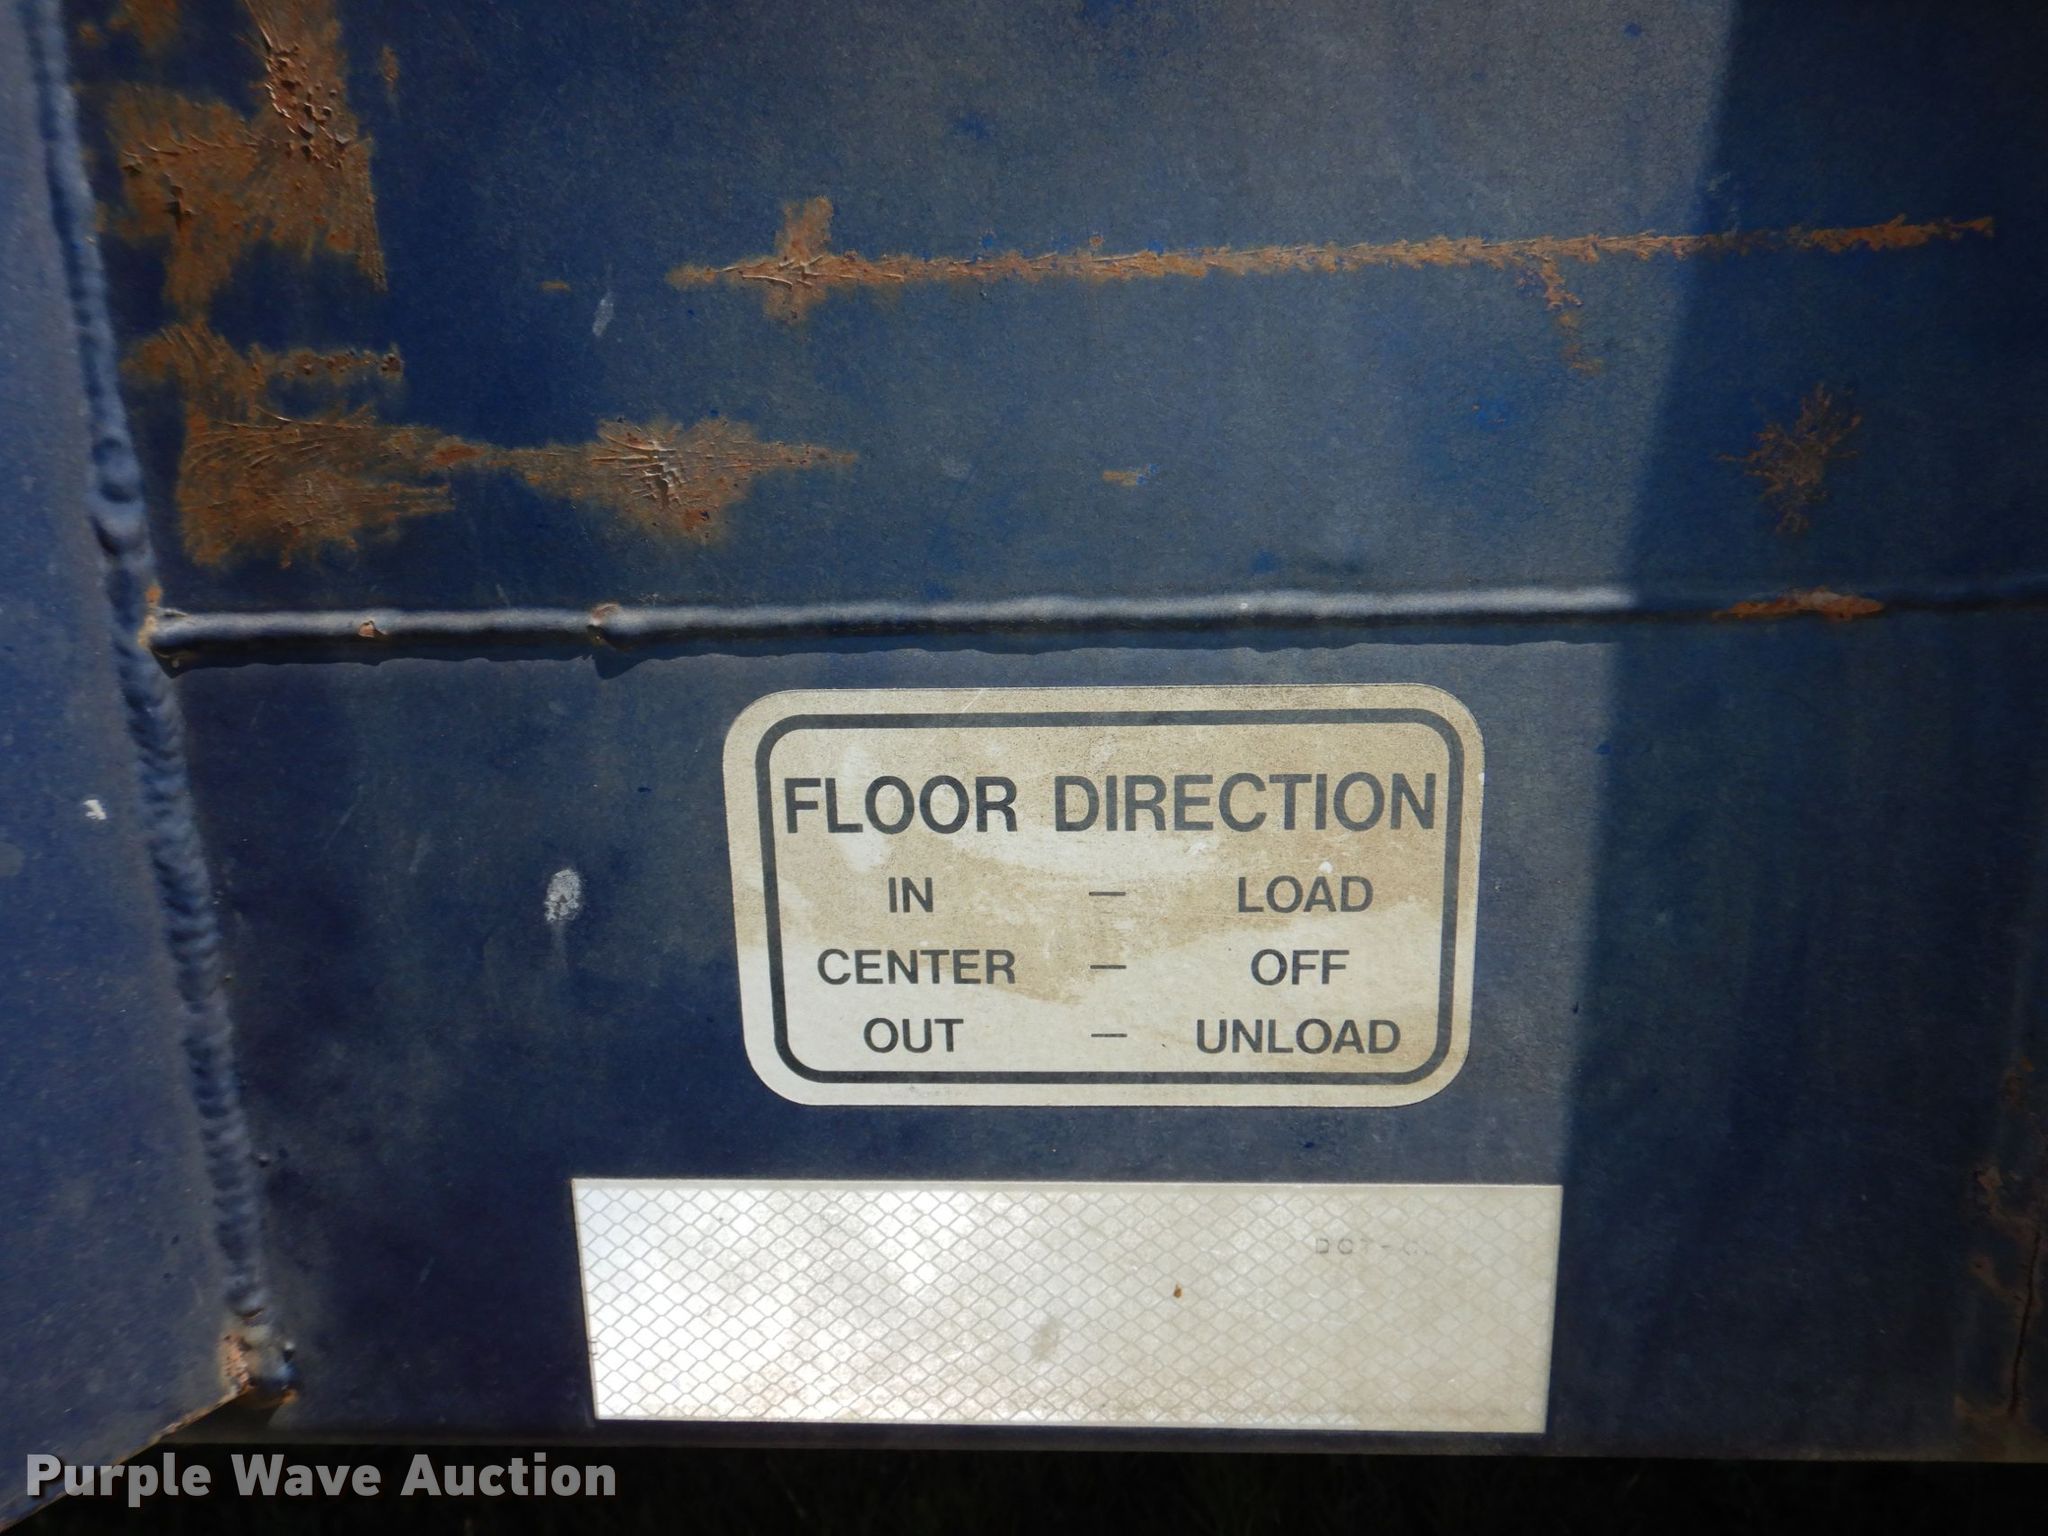 FLOOR DIRECTION
IN – LOAD
CENTER – OFF
OUT – UNLOAD
Purple Wave Auction